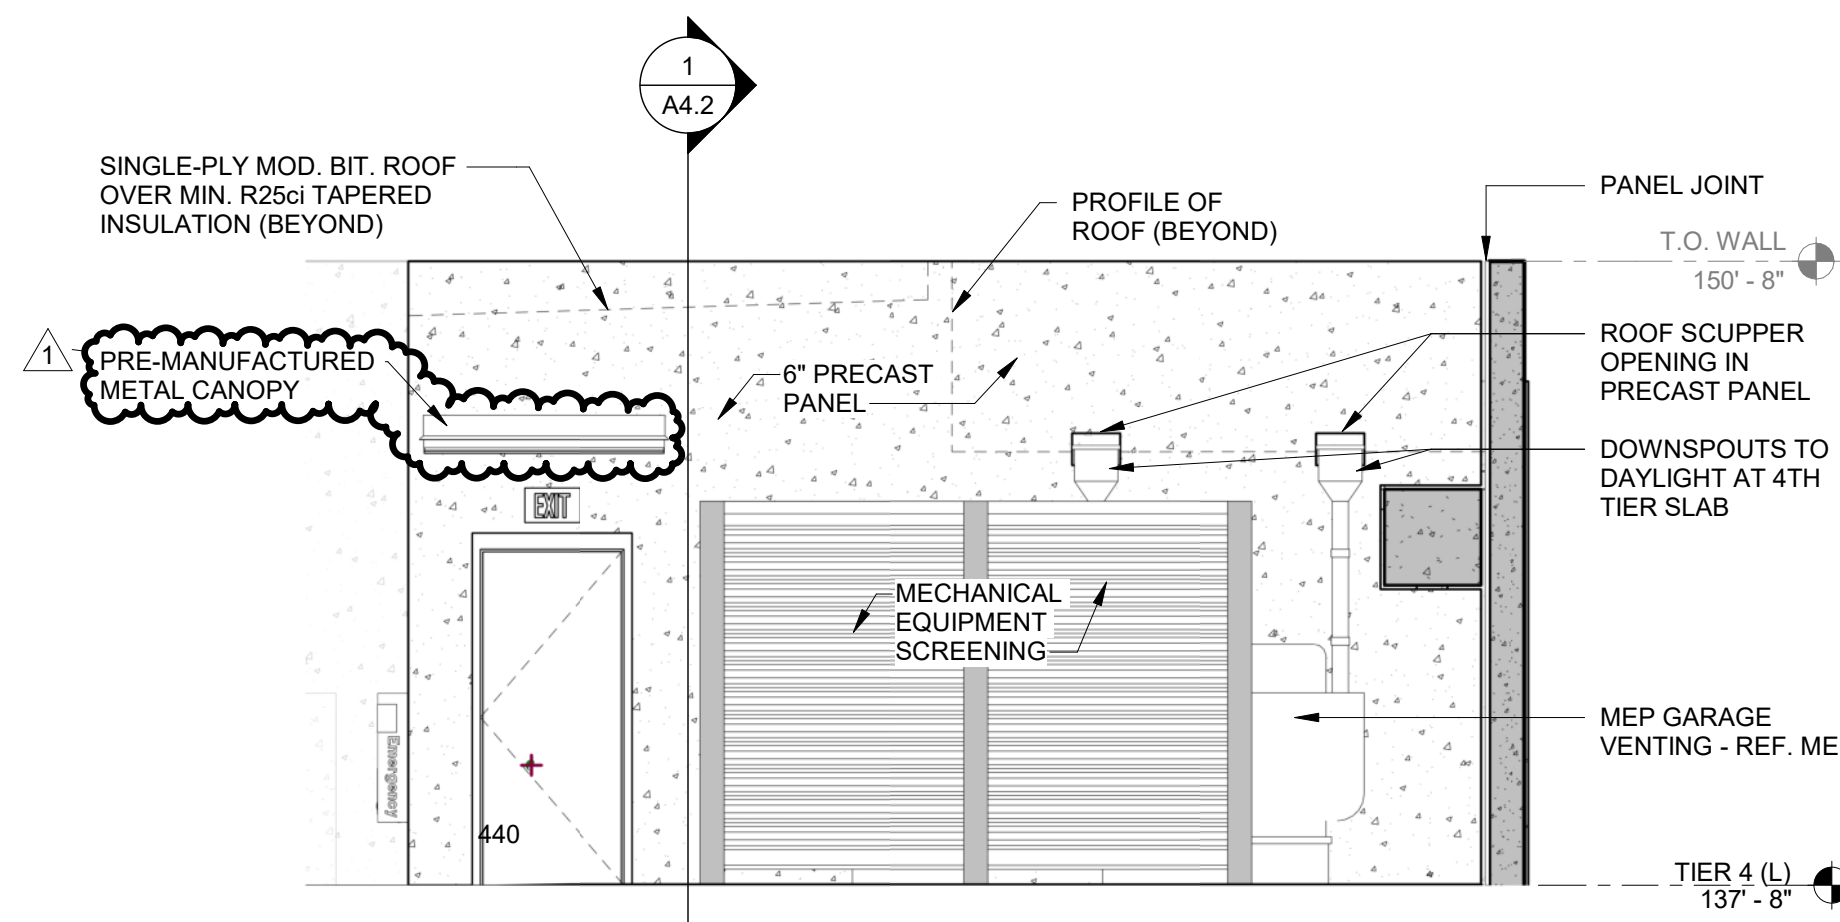 1
A4.2
SINGLE-PLY MOD. BIT. ROOF
OVER MIN. R25ci TAPERED
INSULATION (BEYOND)
PROFILE OF
ROOF (BEYOND)
PANEL JOINT
T.O. WALL
150' - 8"
1
PRE-MANUFACTURED
METAL CANOPY
6" PRECAST
PANEL
ROOF SCUPPER
OPENING IN
PRECAST PANEL
DOWNSPOUTS TO
DAYLIGHT AT 4TH
TIER SLAB
EXIT
MECHANICAL
EQUIPMENT
SCREENING
Emergency
MEP GARAGE
VENTING - REF. ME
440
TIER 4 (L)
137' - 8"